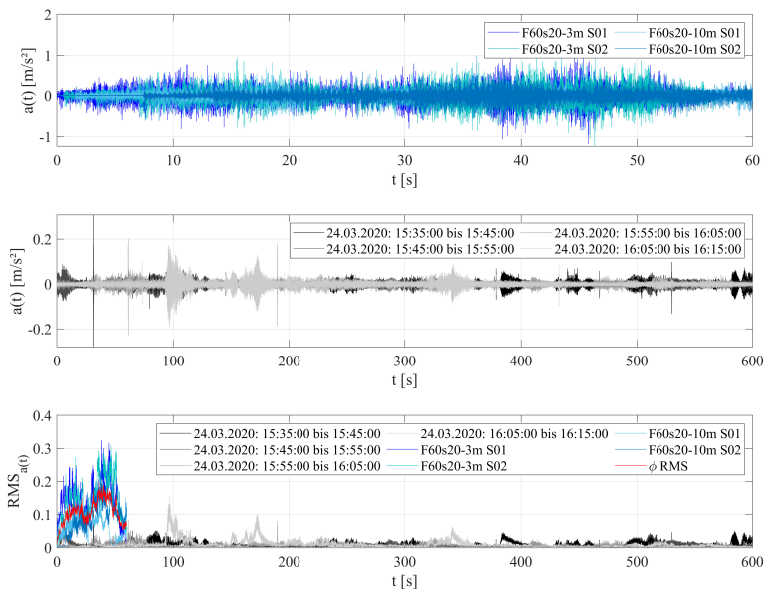 2
F60s20-3m S01 F60s20-10m S01
F60s20-3m S02 F60s20-10m S02
1
0
-1
a(t) [m/s²]
0 10 20 30 40 50 60
t [s]
24.03.2020: 15:35:00 bis 15:45:00 24.03.2020: 15:55:00 bis 16:05:00
24.03.2020: 15:45:00 bis 15:55:00 24.03.2020: 16:05:00 bis 16:15:00
0.2
0
-0.2
a(t) [m/s²]
0 100 200 300 400 500 600
t [s]
0.4
24.03.2020: 15:35:00 bis 15:45:00 24.03.2020: 16:05:00 bis 16:15:00 F60s20-10m S01
24.03.2020: 15:45:00 bis 15:55:00 F60s20-3m S01 F60s20-10m S02
24.03.2020: 15:55:00 bis 16:05:00 F60s20-3m S02 ϕ RMS
0.3
0.2
0.1
0
RMS a(t)
0 100 200 300 400 500 600
t [s]